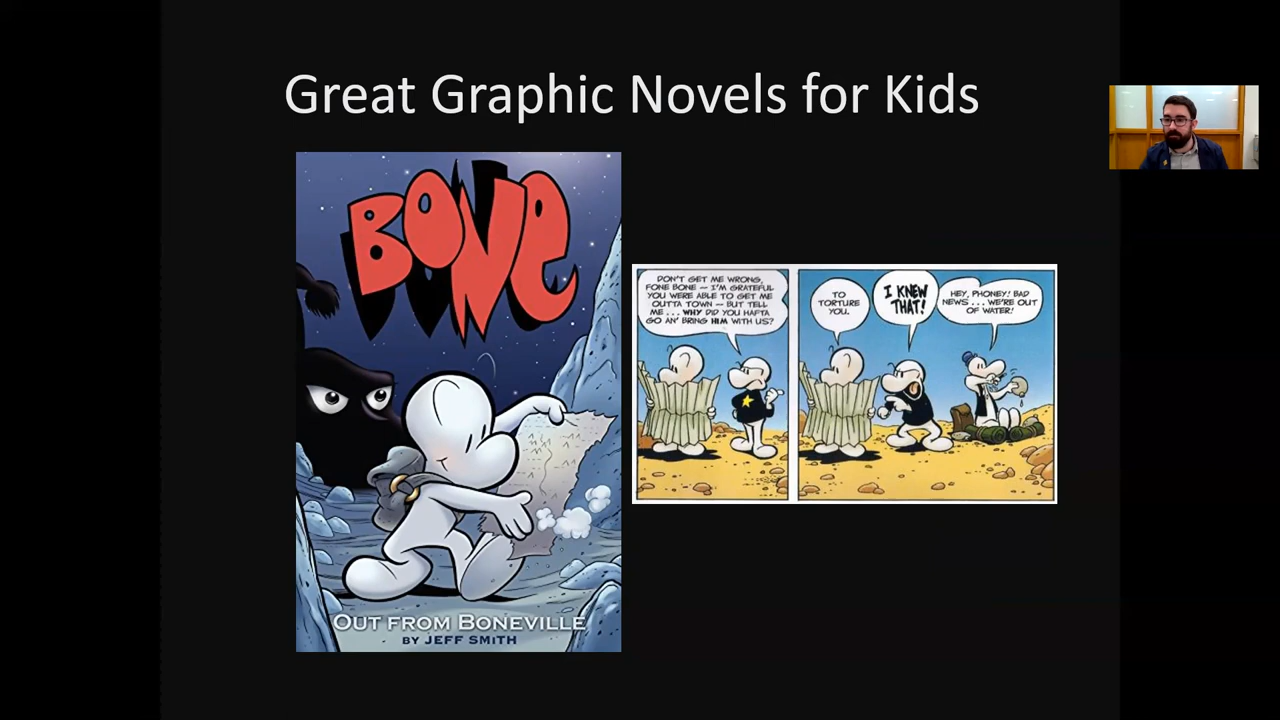 Great Graphic Novels for Kids
BONE
OUT FROM BONEVILLE
BY JEFF SMITH
DON'T GET ME WRONG,
FONE BONE — I'M GRATEFUL
YOU WERE ABLE TO GET ME
OUTTA TOWN — BUT TELL
ME . . . WHY DID YOU HAFTA
GO AN' BRING HIM WITH US?
TO
TORTURE
YOU.
I KNEW
THAT!
HEY, PHONEY! BAD
NEWS . . . WE'RE OUT
OF WATER!